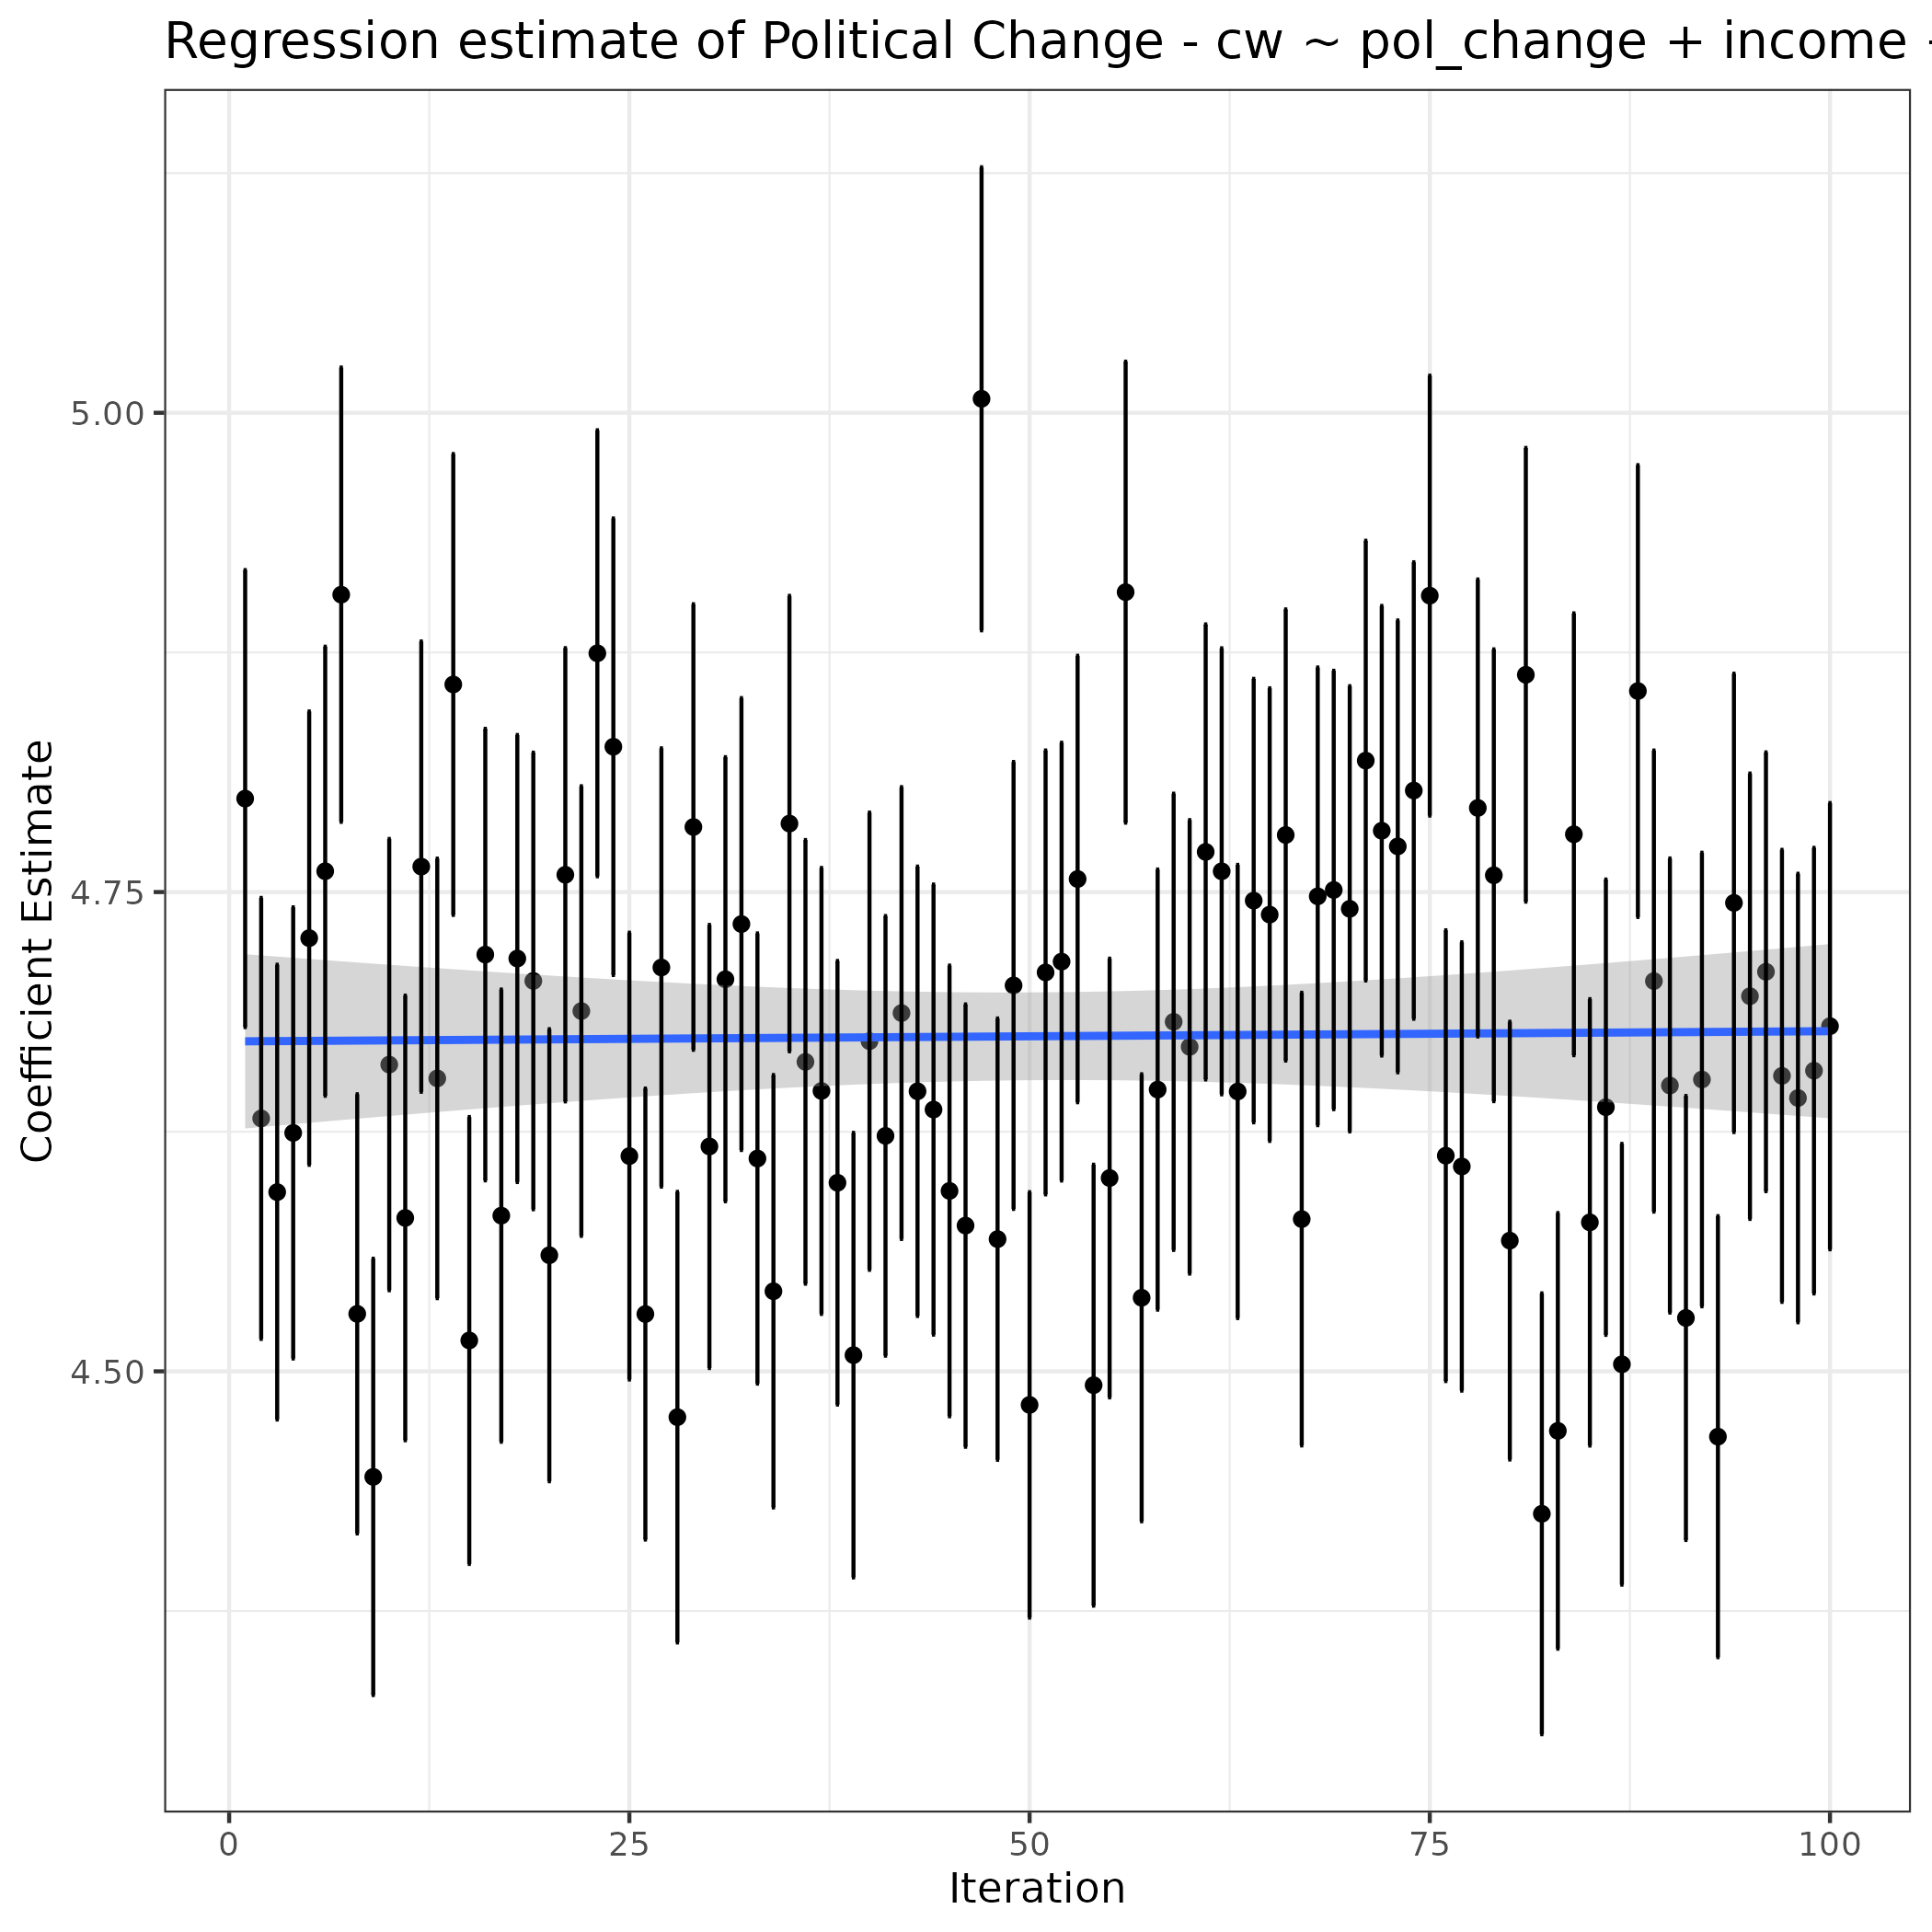 Regression estimate of Political Change - cw ~ pol_change + income
5.00
4.75
4.50
Coefficient Estimate
0 25 50 75 100
Iteration